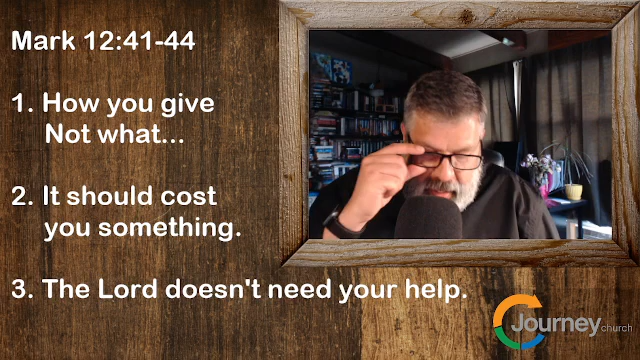 Mark 12:41-44
1. How you give
Not what...
2. It should cost
you something.
3. The Lord doesn't need your help.
Journey church